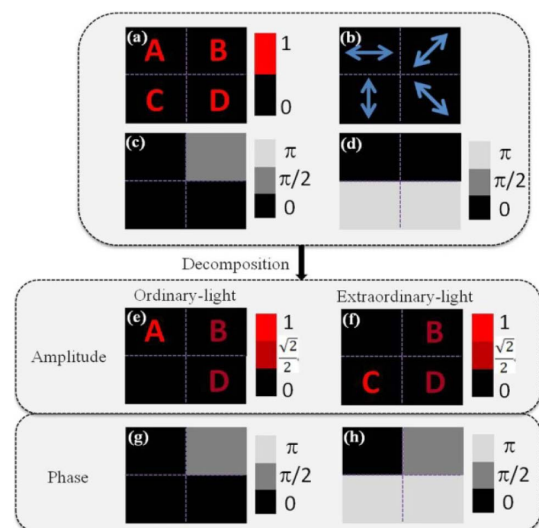 (a) A B 1
C D 0
(b)
(c) π
π/2
0
(d) π
π/2
0
Decomposition
Ordinary-light Extraordinary-light
Amplitude
(e) A B 1
√2/2
D 0
(f) B 1
√2/2
C D 0
Phase
(g) π
π/2
0
(h) π
π/2
0